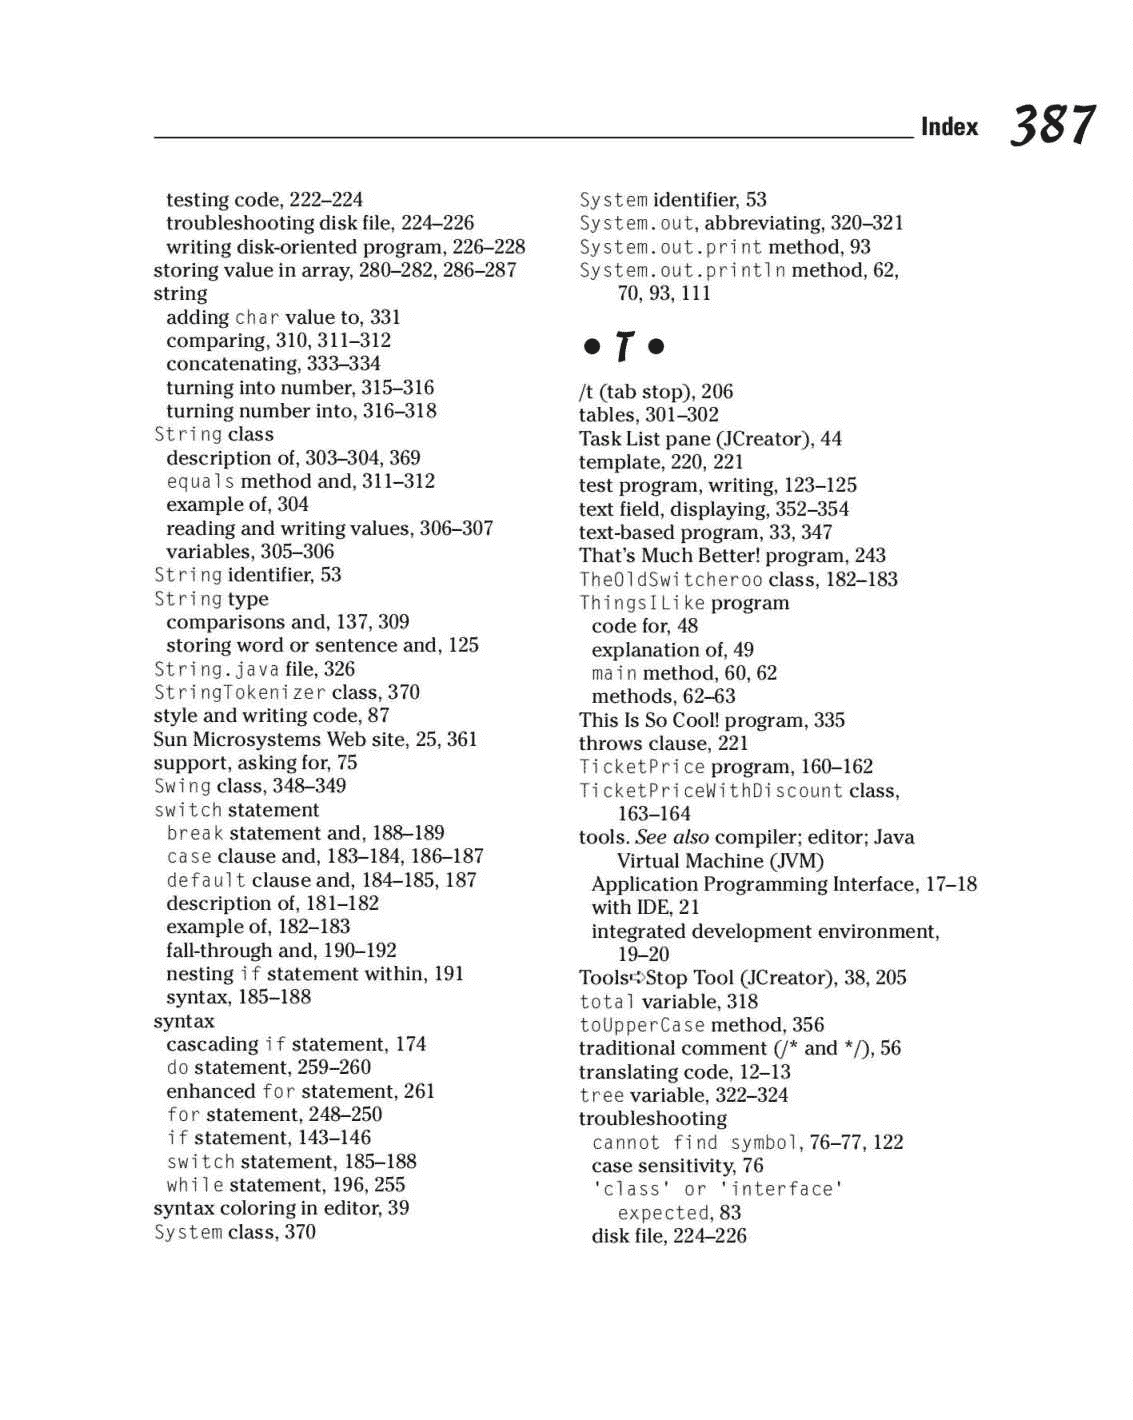 Index 387
testing code, 222–224
troubleshooting disk file, 224–226
writing disk-oriented program, 226–228
storing value in array, 280–282, 286–287
string
adding char value to, 331
comparing, 310, 311–312
concatenating, 333–334
turning into number, 315–316
turning number into, 316–318
String class
description of, 303–304, 369
equals method and, 311–312
example of, 304
reading and writing values, 306–307
variables, 305–306
String identifier, 53
String type
comparisons and, 137, 309
storing word or sentence and, 125
String.java file, 326
StringTokenizer class, 370
style and writing code, 87
Sun Microsystems Web site, 25, 361
support, asking for, 75
Swing class, 348–349
switch statement
break statement and, 188–189
case clause and, 183–184, 186–187
default clause and, 184–185, 187
description of, 181–182
example of, 182–183
fall-through and, 190–192
nesting if statement within, 191
syntax, 185–188
syntax
cascading if statement, 174
do statement, 259–260
enhanced for statement, 261
for statement, 248–250
if statement, 143–146
switch statement, 185–188
while statement, 196, 255
syntax coloring in editor, 39
System class, 370
System identifier, 53
System.out, abbreviating, 320–321
System.out.print method, 93
System.out.println method, 62,
70, 93, 111
• T •
/t (tab stop), 206
tables, 301–302
Task List pane (JCreator), 44
template, 220, 221
test program, writing, 123–125
text field, displaying, 352–354
text-based program, 33, 347
That's Much Better! program, 243
TheOldSwitcheroo class, 182–183
ThingsILike program
code for, 48
explanation of, 49
main method, 60, 62
methods, 62–63
This Is So Cool! program, 335
throws clause, 221
TicketPrice program, 160–162
TicketPriceWithDiscount class,
163–164
tools. See also compiler; editor; Java
Virtual Machine (JVM)
Application Programming Interface, 17–18
with IDE, 21
integrated development environment,
19–20
Tools➪Stop Tool (JCreator), 38, 205
total variable, 318
toUpperCase method, 356
traditional comment (/* and */), 56
translating code, 12–13
tree variable, 322–324
troubleshooting
cannot find symbol, 76–77, 122
case sensitivity, 76
'class' or 'interface'
expected, 83
disk file, 224–226